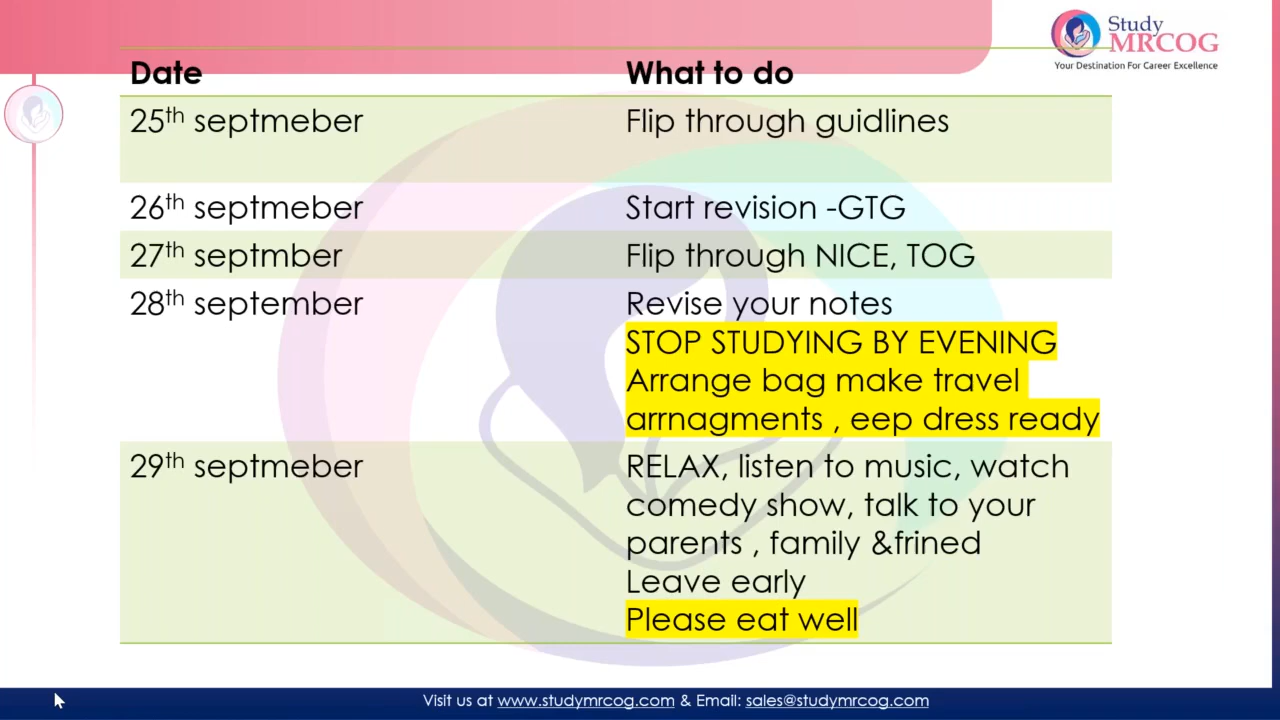 Study
MRCOG
Your Destination For Career Excellence
Date What to do
25th septmeber Flip through guidlines
26th septmeber Start revision -GTG
27th septmber Flip through NICE, TOG
28th september Revise your notes
STOP STUDYING BY EVENING
Arrange bag make travel
arrnagments , eep dress ready
29th septmeber RELAX, listen to music, watch
comedy show, talk to your
parents , family &frined
Leave early
Please eat well
Visit us at www.studymrcog.com & Email: sales@studymrcog.com